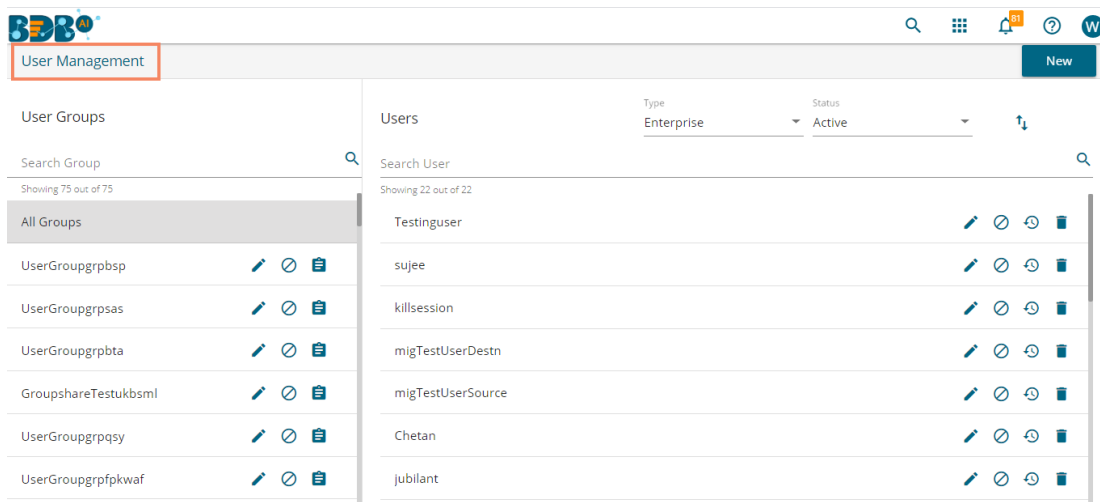 BDB AI
81
W
User Management
New
User Groups
Search Group
Showing 75 out of 75
All Groups
UserGroupgrpbsp
UserGroupgrpsas
UserGroupgrpbta
GroupshareTestukbsml
UserGroupgrpqsy
UserGroupgrpfpkwaf
Users
Type
Enterprise
Status
Active
Search User
Showing 22 out of 22
Testinguser
sujee
killsession
migTestUserDestn
migTestUserSource
Chetan
jubilant